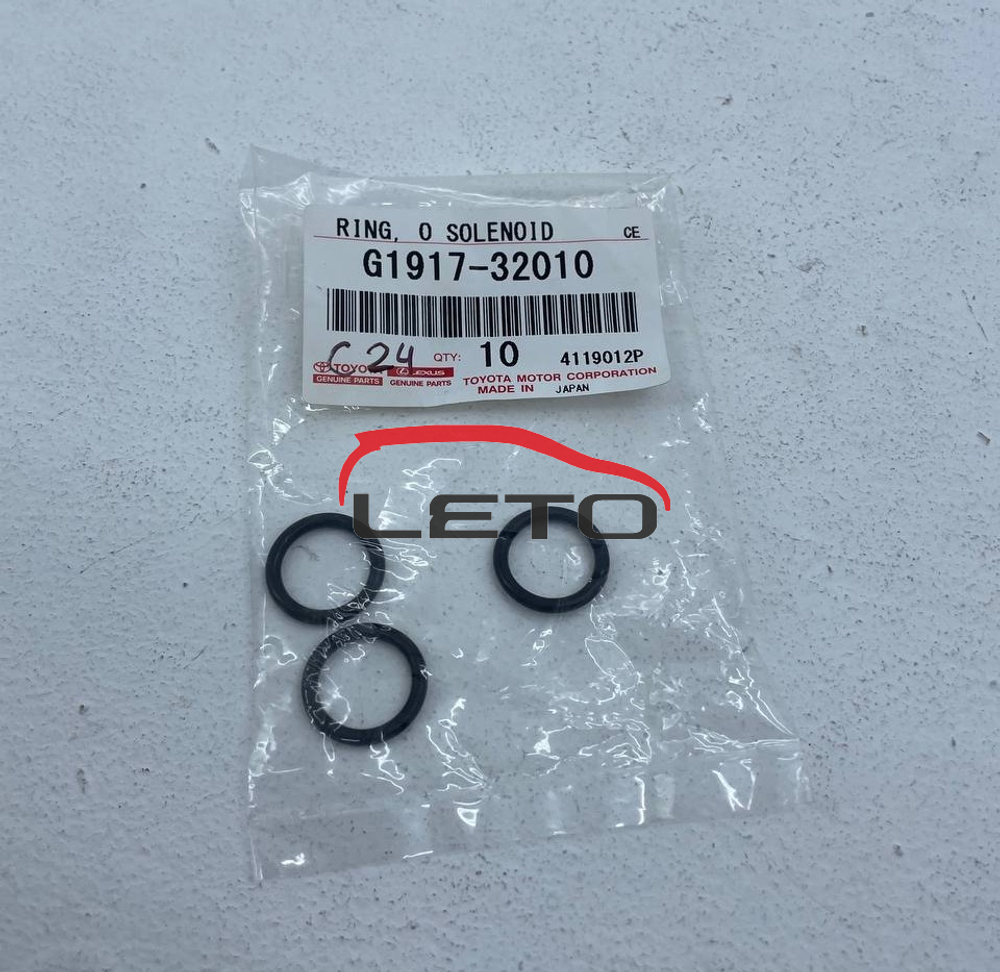 RING, O SOLENOID CE
G1917-32010
C 24 QTY: 10 4119012P
TOYOTA LEXUS TOYOTA MOTOR CORPORATION
GENUINE PARTS GENUINE PARTS MADE IN JAPAN
LETO